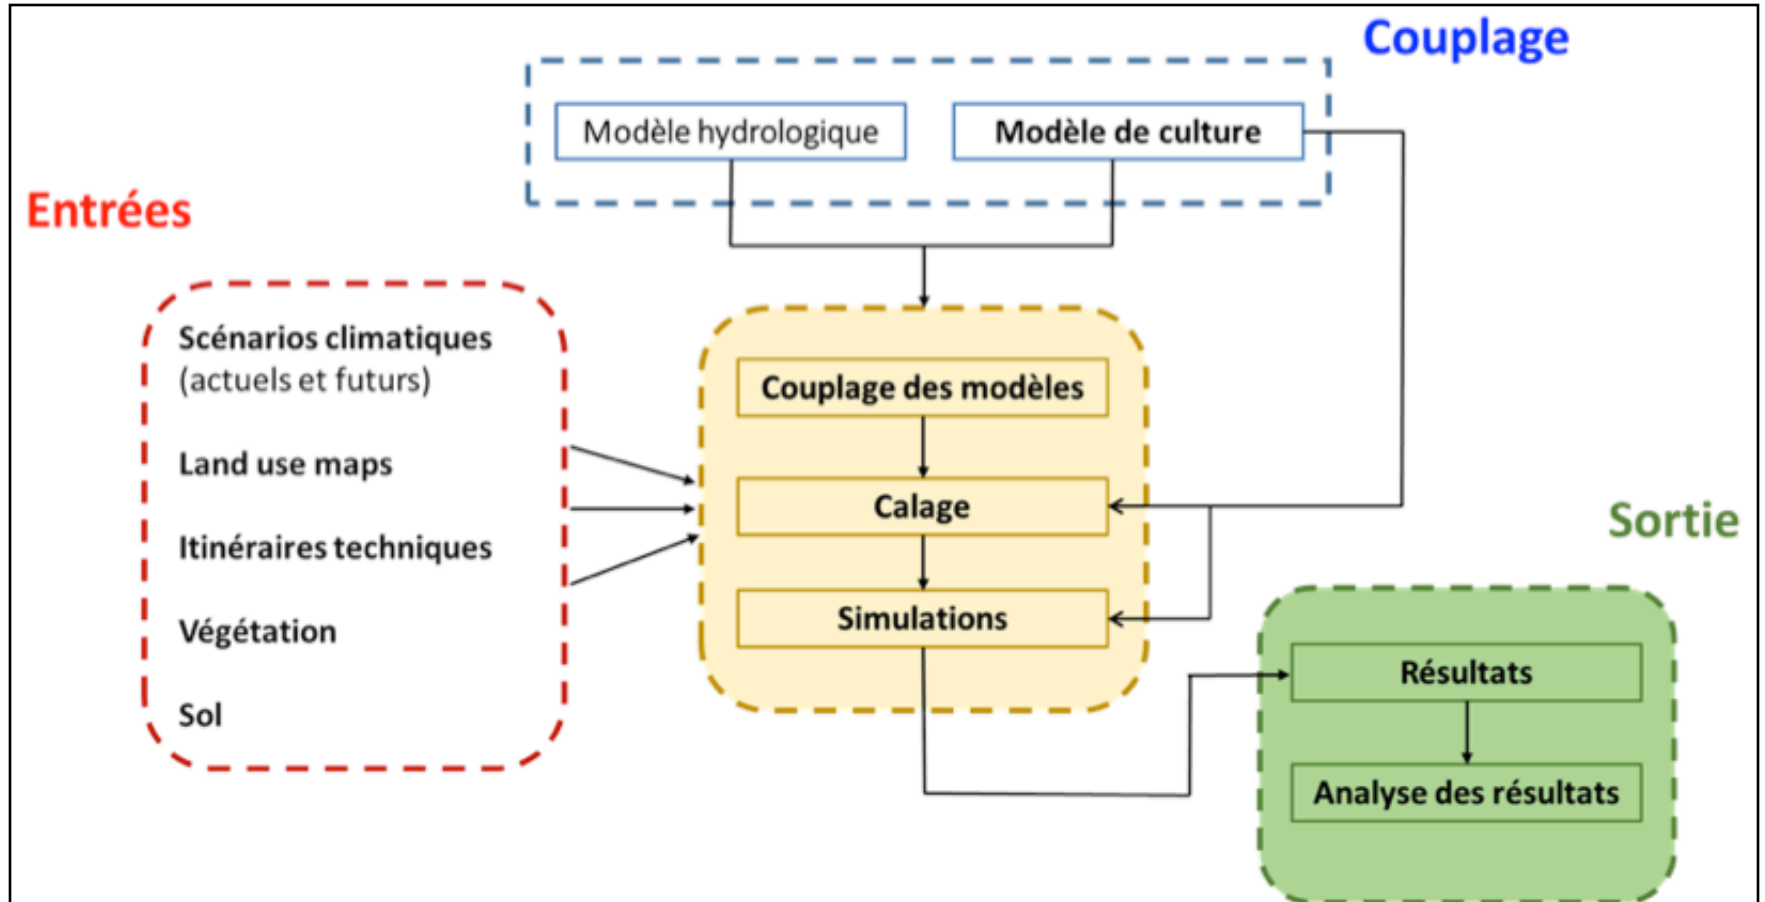 Couplage
Modèle hydrologique
Modèle de culture
Entrées
Scénarios climatiques
(actuels et futurs)
Land use maps
Itinéraires techniques
Végétation
Sol
Couplage des modèles
Calage
Simulations
Sortie
Résultats
Analyse des résultats